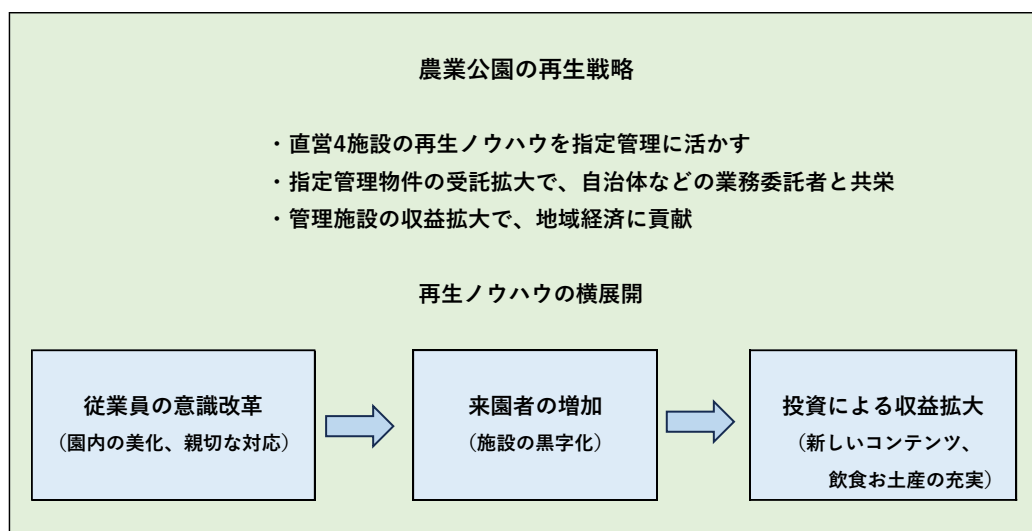 農業公園の再生戦略
・直営4施設の再生ノウハウを指定管理に活かす
・指定管理物件の受託拡大で、自治体などの業務委託者と共栄
・管理施設の収益拡大で、地域経済に貢献
再生ノウハウの横展開
従業員の意識改革
（園内の美化、親切な対応）
来園者の増加
（施設の黒字化）
投資による収益拡大
（新しいコンテンツ、
飲食お土産の充実）